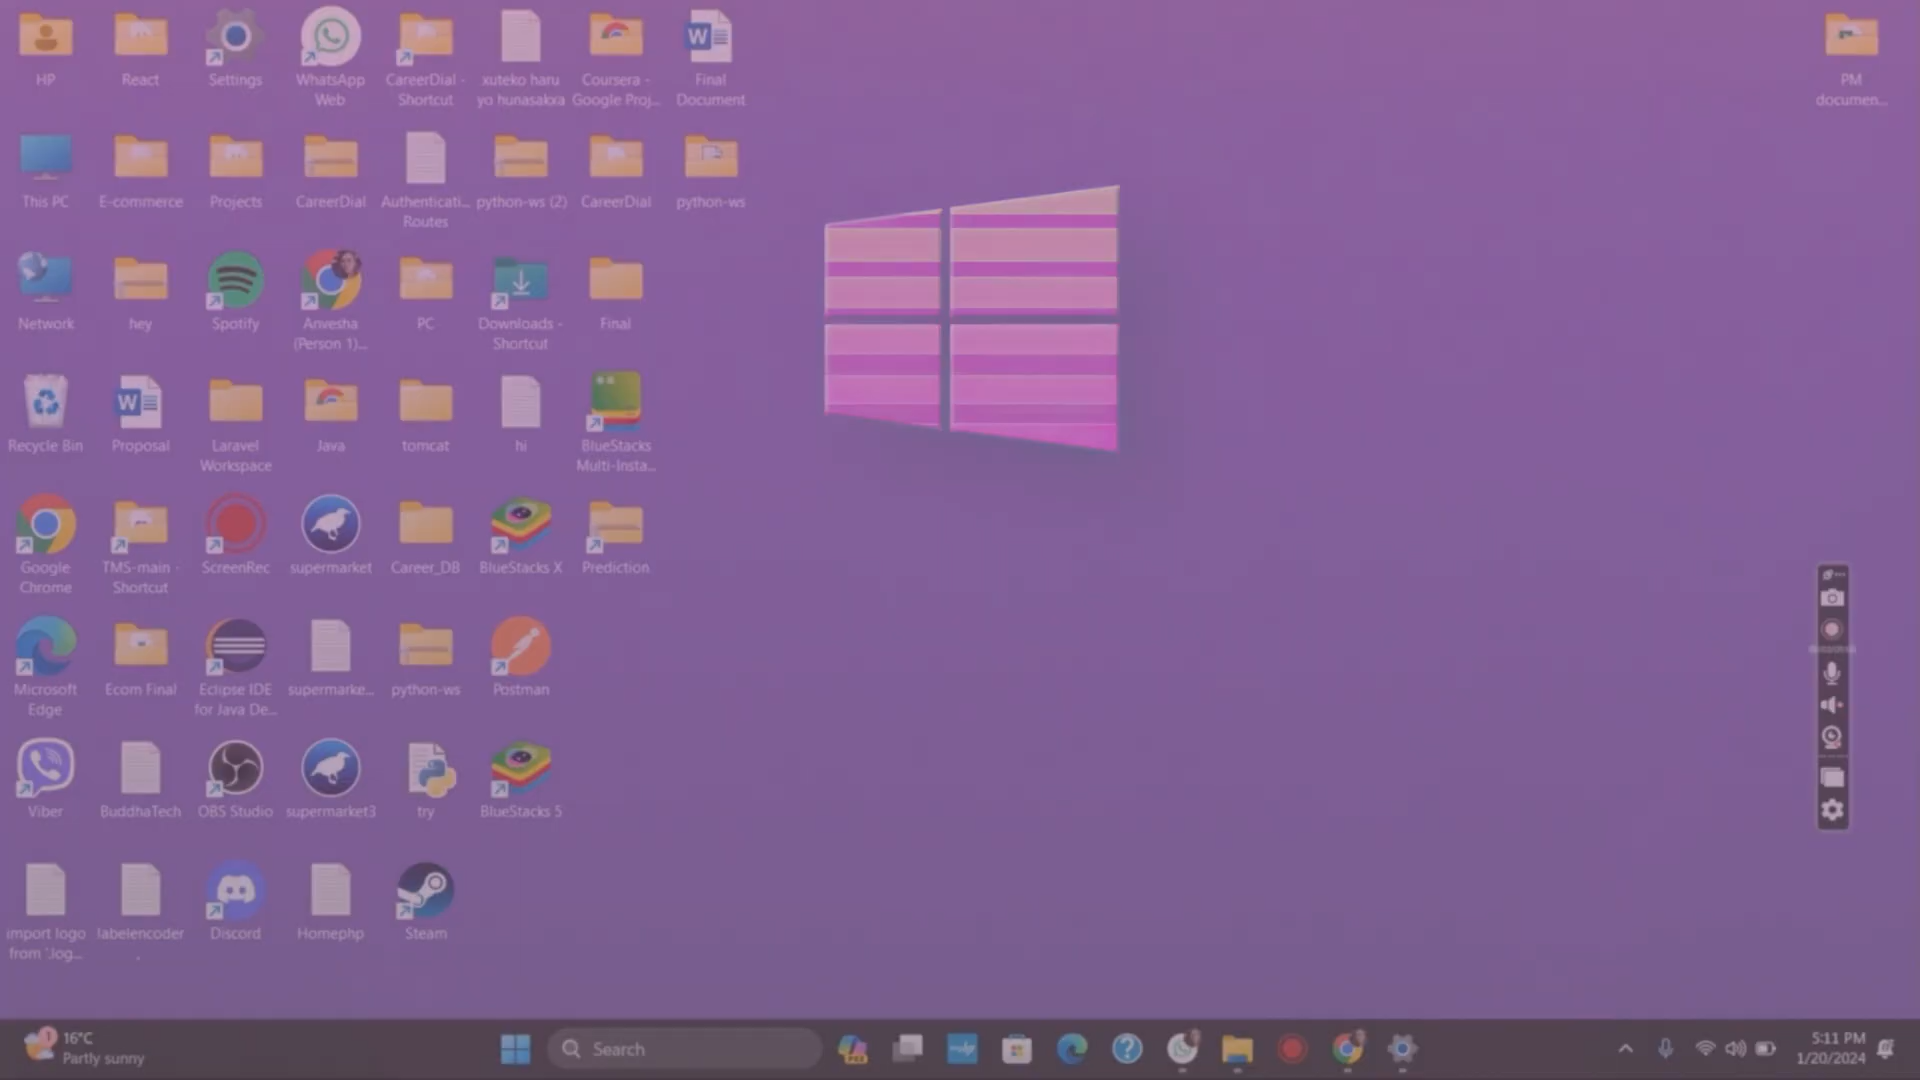 HP
React
Settings
WhatsApp
Web
CareerDial -
Shortcut
xuteko haru
yo hunasakxa
Coursera -
Google Proj...
Final
Document
PM
documen...
This PC
E-commerce
Projects
CareerDial
Authenticati...
Routes
python-ws (2)
CareerDial
python-ws
Network
hey
Spotify
Anvesha
(Person 1)...
PC
Downloads -
Shortcut
Final
Recycle Bin
Proposal
Laravel
Workspace
Java
tomcat
hi
BlueStacks
Multi-Insta...
Google
Chrome
TMS-main -
Shortcut
ScreenRec
supermarket
Career_DB
BlueStacks X
Prediction
Microsoft
Edge
Ecom Final
Eclipse IDE
for Java De...
supermarke...
python-ws
Postman
Viber
BuddhaTech
OBS Studio
supermarket3
try
BlueStacks 5
import logo
from '.log...
labelencoder
.
Discord
Homephp
Steam
1
16°C
Partly sunny
Search
PRE
5:11 PM
1/20/2024